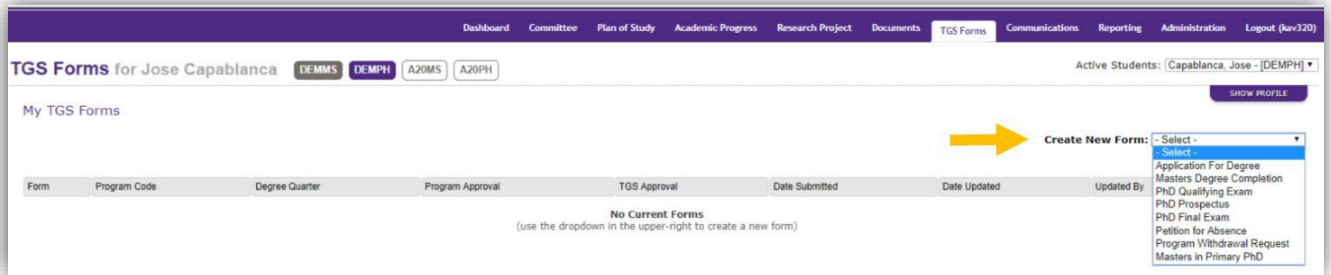 Dashboard Committee Plan of Study Academic Progress Research Project Documents TGS Forms Communications Reporting Administration Logout (kav320)
TGS Forms for Jose Capablanca DEMMS DEMPH A20MS A20PH Active Students: Capablanca, Jose - [DEMPH]
SHOW PROFILE
My TGS Forms
Create New Form: - Select -
- Select -
Application For Degree
Masters Degree Completion
PhD Qualifying Exam
PhD Prospectus
PhD Final Exam
Petition for Absence
Program Withdrawal Request
Masters in Primary PhD
Form Program Code Degree Quarter Program Approval TGS Approval Date Submitted Date Updated Updated By
No Current Forms
(use the dropdown in the upper-right to create a new form)